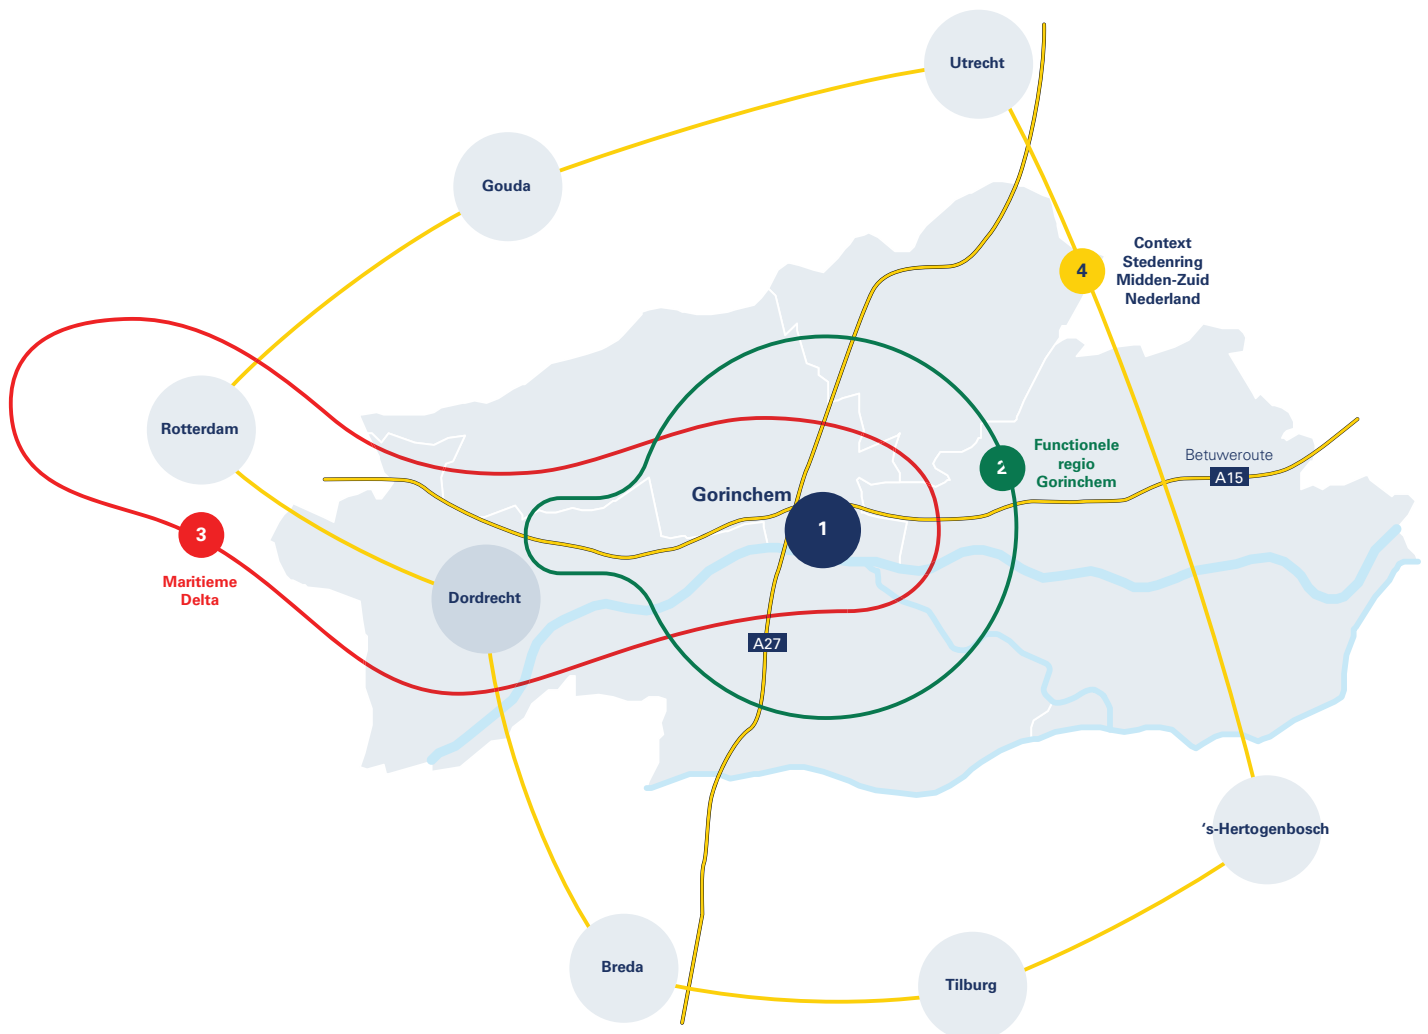 Utrecht
Gouda
4
Context
Stedenring
Midden-Zuid
Nederland
Rotterdam
2
Functionele
regio
Gorinchem
Betuweroute
A15
Gorinchem
1
3
Maritieme
Delta
Dordrecht
A27
's-Hertogenbosch
Breda
Tilburg